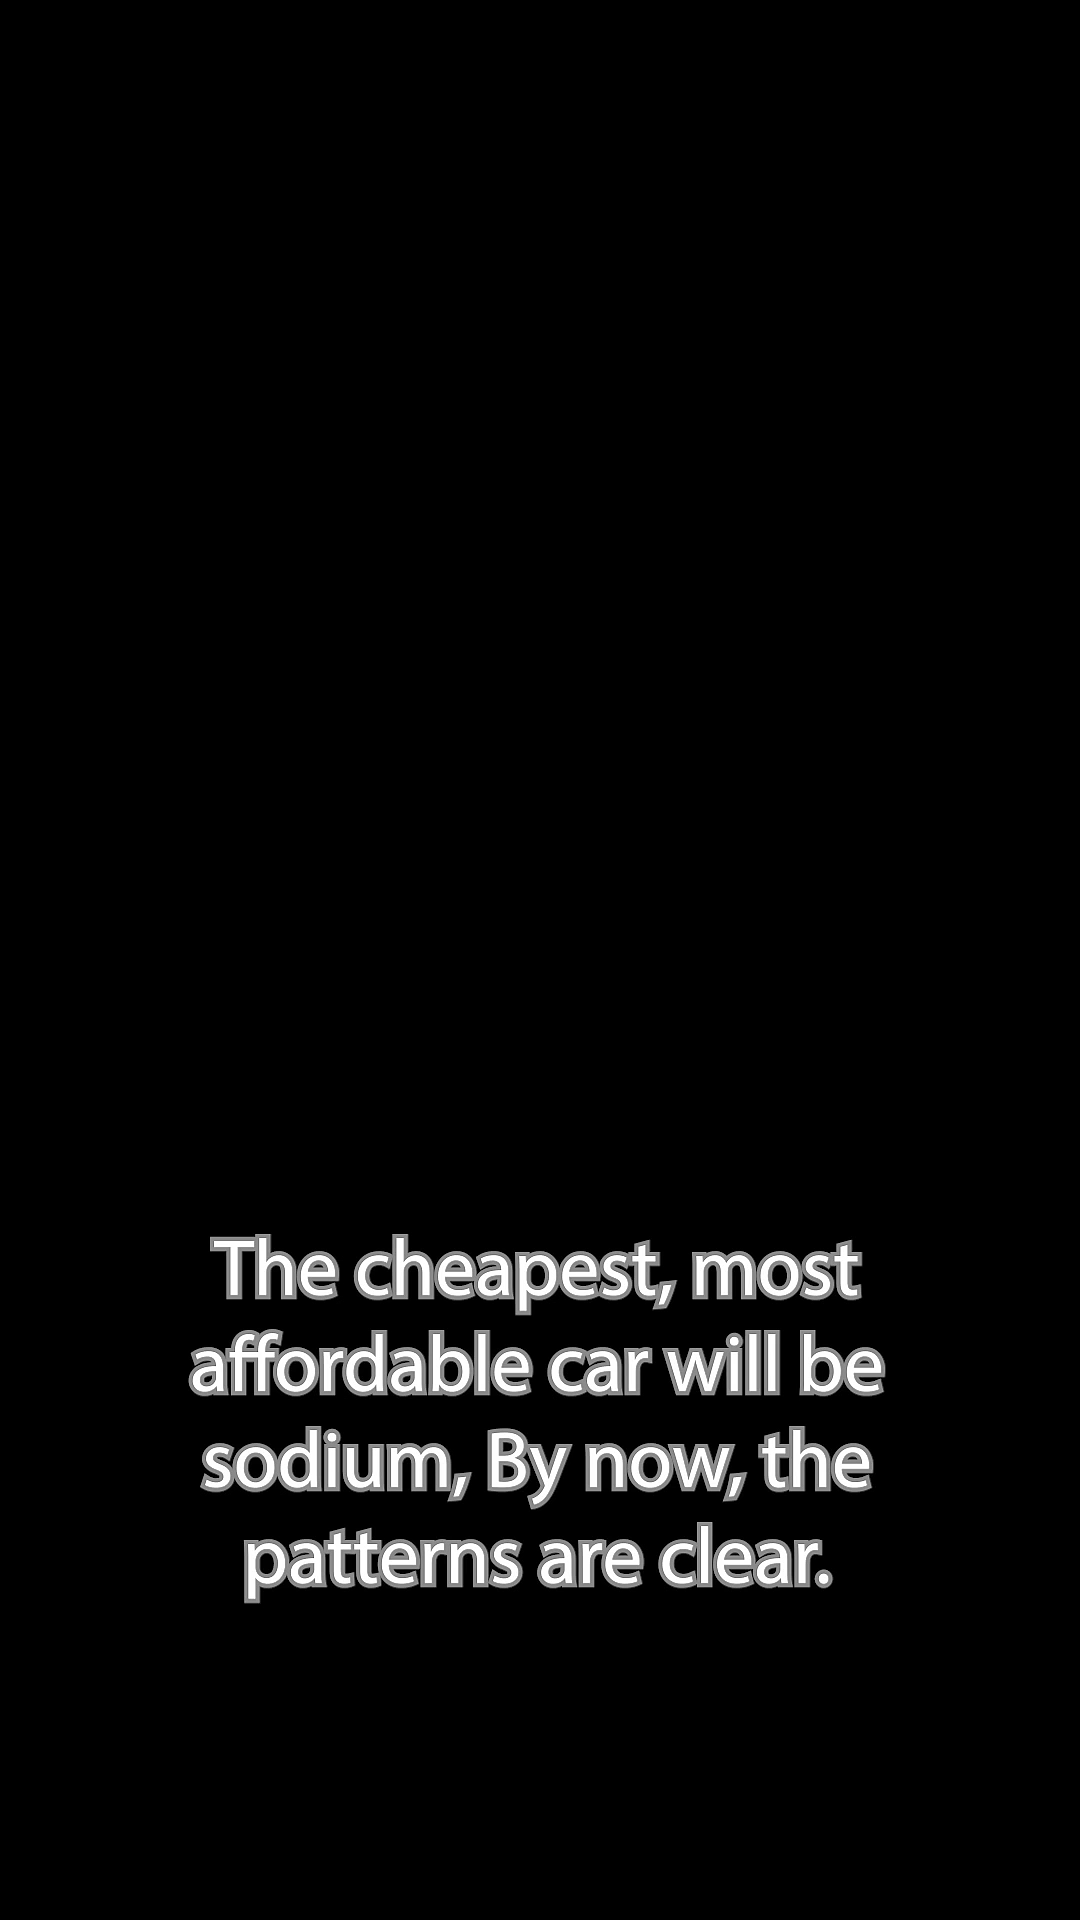 The cheapest, most
affordable car will be
sodium, By now, the
patterns are clear.